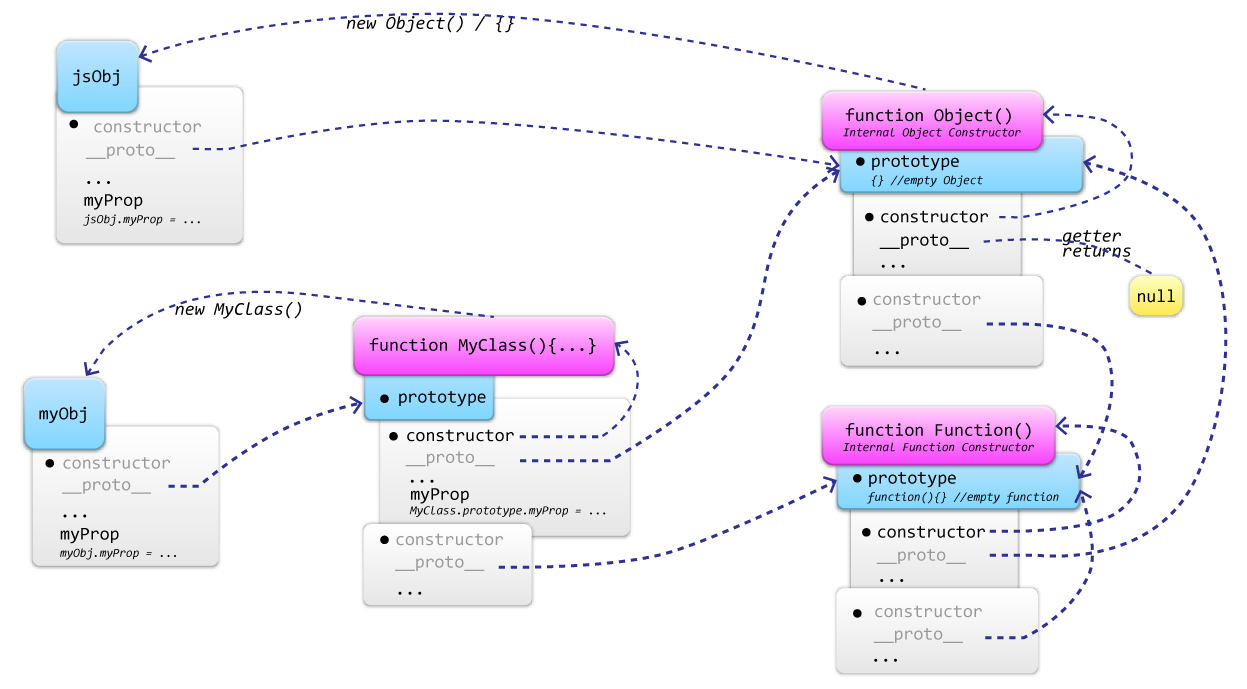 new Object() / {}
jsObj
constructor
__proto__
...
myProp
jsObj.myProp = ...
function Object()
Internal Object Constructor
prototype
{} //empty Object
constructor
__proto__
...
getter
returns
null
constructor
__proto__
...
new MyClass()
myObj
constructor
__proto__
...
myProp
myObj.myProp = ...
function MyClass(){...}
prototype
constructor
__proto__
...
myProp
MyClass.prototype.myProp = ...
constructor
__proto__
...
function Function()
Internal Function Constructor
prototype
function(){} //empty function
constructor
__proto__
...
constructor
__proto__
...